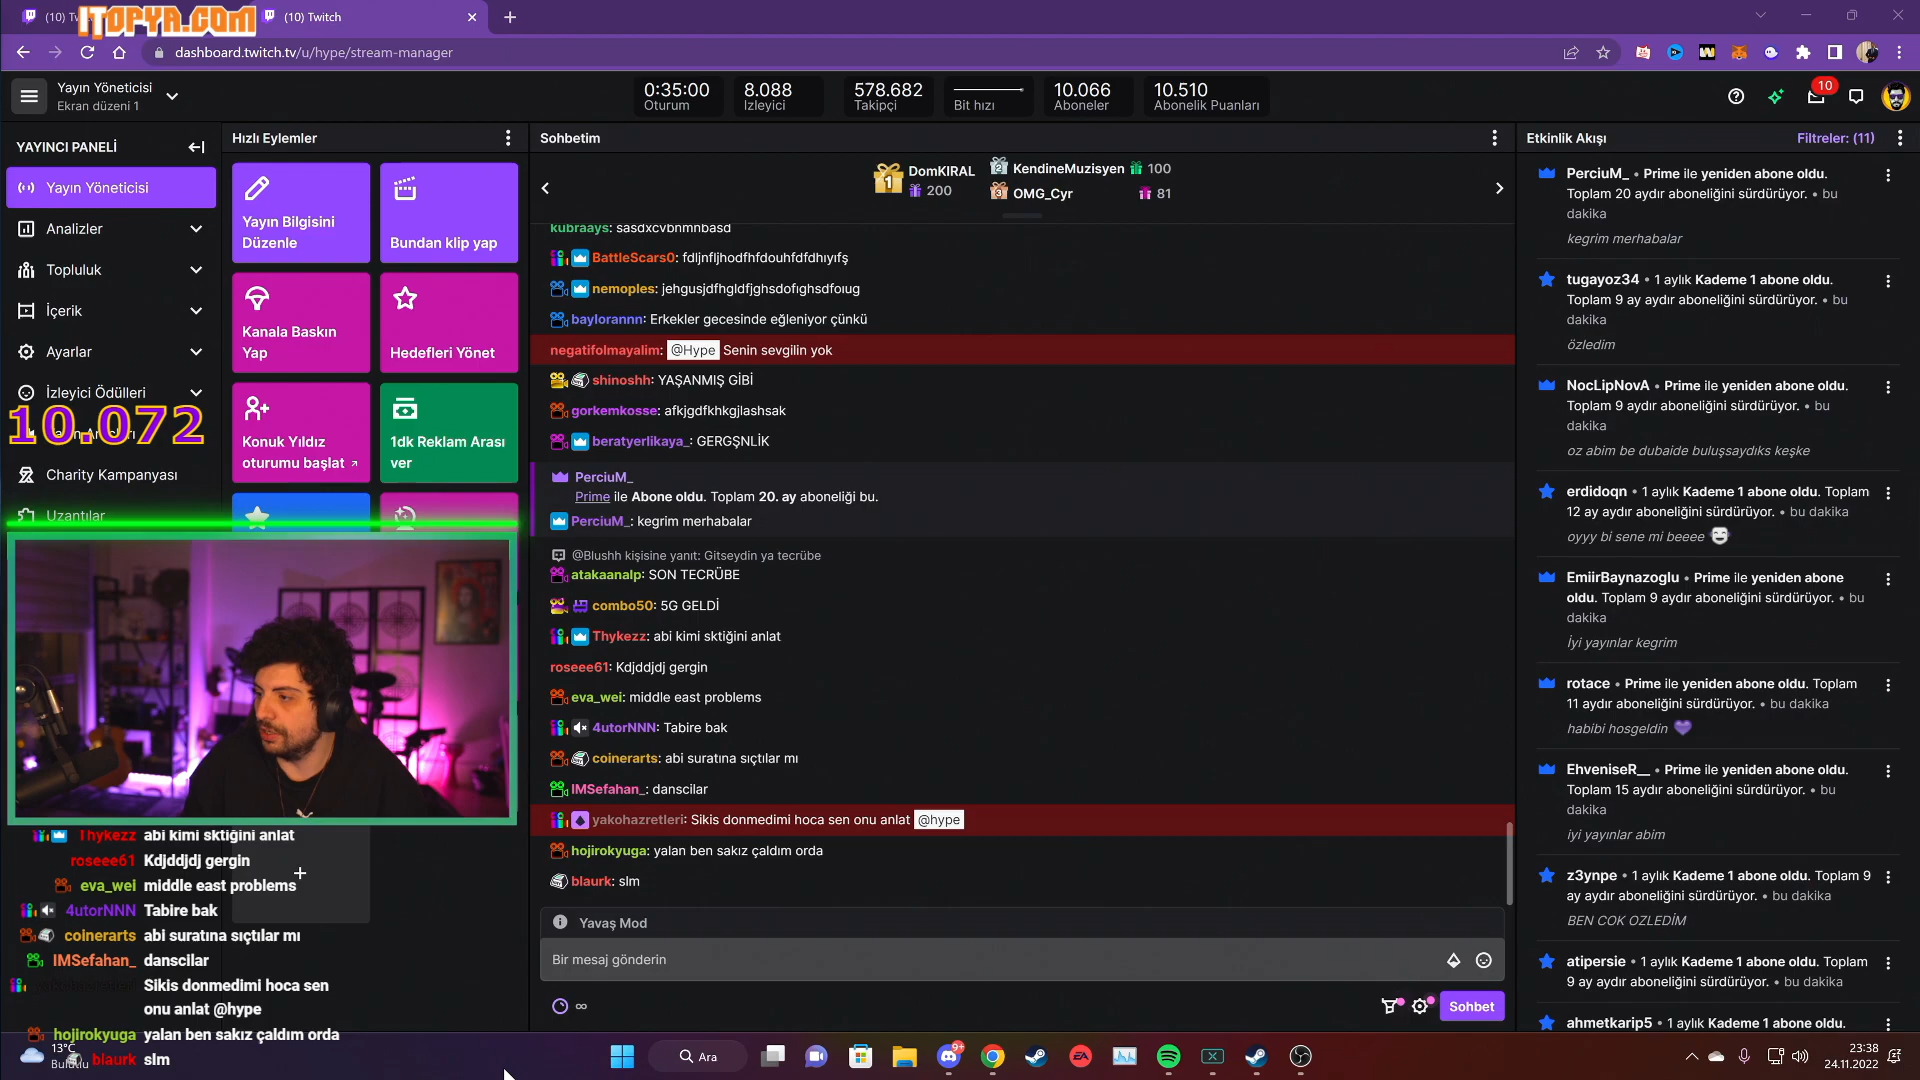 (10) Tw
ITOPYA.COM
(10) Twitch
dashboard.twitch.tv/u/hype/stream-manager
Yayın Yöneticisi
Ekran düzeni 1
0:35:00
Oturum
8.088
İzleyici
578.682
Takipçi
Bit hızı
10.066
Aboneler
10.510
Abonelik Puanları
10
YAYINCI PANELİ
Yayın Yöneticisi
Analizler
Topluluk
İçerik
Ayarlar
İzleyici Ödülleri
10.072
Charity Kampanyası
Uzantılar
Hızlı Eylemler
Yayın Bilgisini
Düzenle
Bundan klip yap
Kanala Baskın
Yap
Hedefleri Yönet
Konuk Yıldız
oturumu başlat
1dk Reklam Arası
ver
Thykezz abi kimi sktiğini anlat
roseee61 Kdjddjdj gergin
eva_wei middle east problems
4utorNNN Tabire bak
coinerarts abi suratına sıçtılar mı
IMSefahan_ danscilar
Sikis donmedimi hoca sen
onu anlat @hype
hojirokyuga yalan ben sakız çaldım orda
blaurk slm
Sohbetim
1 DomKIRAL
200
2 KendineMuzisyen 100
3 OMG_Cyr 81
kubraays: sasdxcvbnmnbasd
BattleScars0: fdljnfljhodfhfdouhfdfdhıyıfş
nemoples: jehgusjdfhgldfjghsdofıghsdfoıug
baylorannn: Erkekler gecesinde eğleniyor çünkü
negatifolmayalim: @Hype Senin sevgilin yok
shinoshh: YAŞANMIŞ GİBİ
gorkemkosse: afkjgdfkhkgjlashsak
beratyerlikaya_: GERGŞNLİK
PerciuM_
Prime ile Abone oldu. Toplam 20. ay aboneliği bu.
PerciuM_: kegrim merhabalar
@Blushh kişisine yanıt: Gitseydin ya tecrübe
atakaanalp: SON TECRÜBE
combo50: 5G GELDİ
Thykezz: abi kimi sktiğini anlat
roseee61: Kdjddjdj gergin
eva_wei: middle east problems
4utorNNN: Tabire bak
coinerarts: abi suratına sıçtılar mı
IMSefahan_: danscilar
yakohazretleri: Sikis donmedimi hoca sen onu anlat @hype
hojirokyuga: yalan ben sakız çaldım orda
blaurk: slm
Yavaş Mod
Bir mesaj gönderin
Sohbet
Etkinlik Akışı
Filtreler: (11)
PerciuM_ • Prime ile yeniden abone oldu.
Toplam 20 aydır aboneliğini sürdürüyor. • bu
dakika
kegrim merhabalar
tugayoz34 • 1 aylık Kademe 1 abone oldu.
Toplam 9 ay aydır aboneliğini sürdürüyor. • bu
dakika
özledim
NocLipNovA • Prime ile yeniden abone oldu.
Toplam 9 aydır aboneliğini sürdürüyor. • bu
dakika
oz abim be dubaide buluşsaydıks keşke
erdidoqn • 1 aylık Kademe 1 abone oldu. Toplam
12 ay aydır aboneliğini sürdürüyor. • bu dakika
oyyy bi sene mi beeee
EmiirBaynazoglu • Prime ile yeniden abone
oldu. Toplam 9 aydır aboneliğini sürdürüyor. • bu
dakika
İyi yayınlar kegrim
rotace • Prime ile yeniden abone oldu. Toplam
11 aydır aboneliğini sürdürüyor. • bu dakika
habibi hosgeldin
EhveniseR__ • Prime ile yeniden abone oldu.
Toplam 15 aydır aboneliğini sürdürüyor. • bu
dakika
iyi yayınlar abim
z3ynpe • 1 aylık Kademe 1 abone oldu. Toplam 9
ay aydır aboneliğini sürdürüyor. • bu dakika
BEN COK OZLEDİM
atipersie • 1 aylık Kademe 1 abone oldu. Toplam
9 ay aydır aboneliğini sürdürüyor. • bu dakika
ahmetkarip5 • 1 aylık Kademe 1 abone oldu.
13°C
Bulutlu
Ara
9+
EA
23:38
24.11.2022